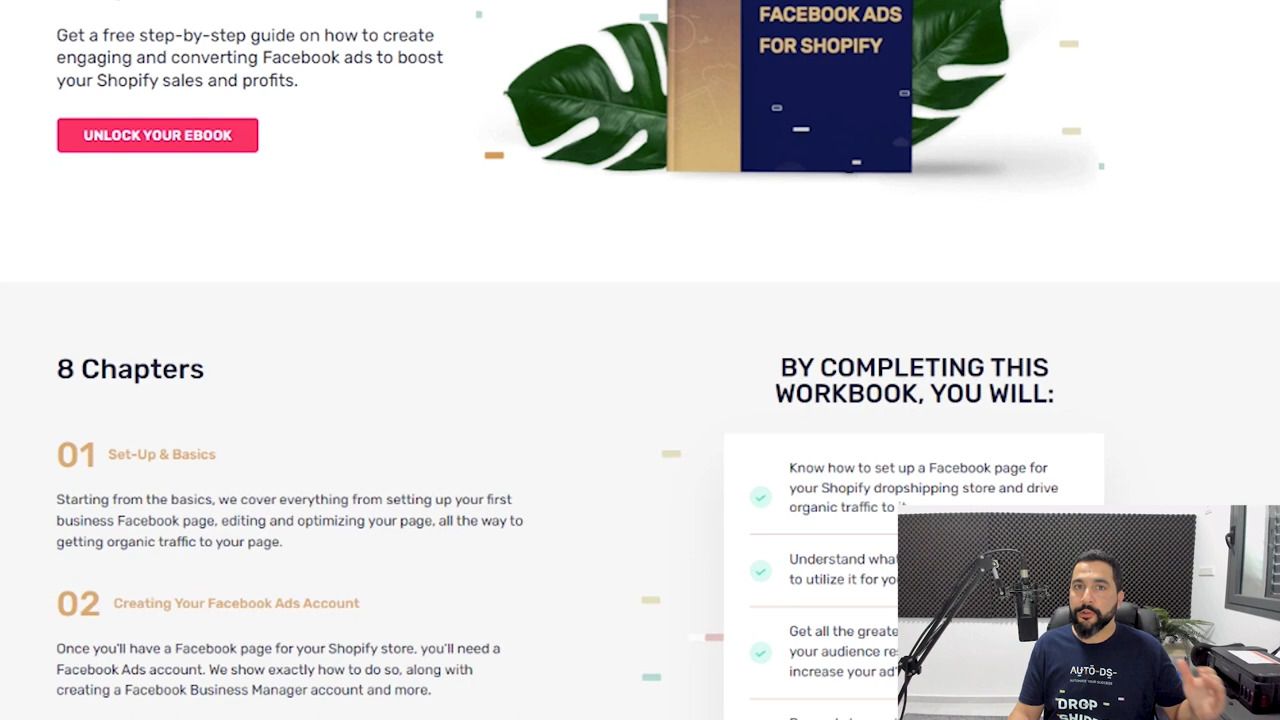 FACEBOOK ADS
FOR SHOPIFY
Get a free step-by-step guide on how to create
engaging and converting Facebook ads to boost
your Shopify sales and profits.
UNLOCK YOUR EBOOK
8 Chapters
01 Set-Up & Basics
Starting from the basics, we cover everything from setting up your first
business Facebook page, editing and optimizing your page, all the way to
getting organic traffic to your page.
02 Creating Your Facebook Ads Account
Once you'll have a Facebook page for your Shopify store, you'll need a
Facebook Ads account. We show exactly how to do so, along with
creating a Facebook Business Manager account and more.
BY COMPLETING THIS
WORKBOOK, YOU WILL:
Know how to set up a Facebook page for
your Shopify dropshipping store and drive
organic traffic to
Understand what
to utilize it for
Get all the
your audience
increase your
AUTO-DS
AUTOMATE YOUR SUCCESS
DROP